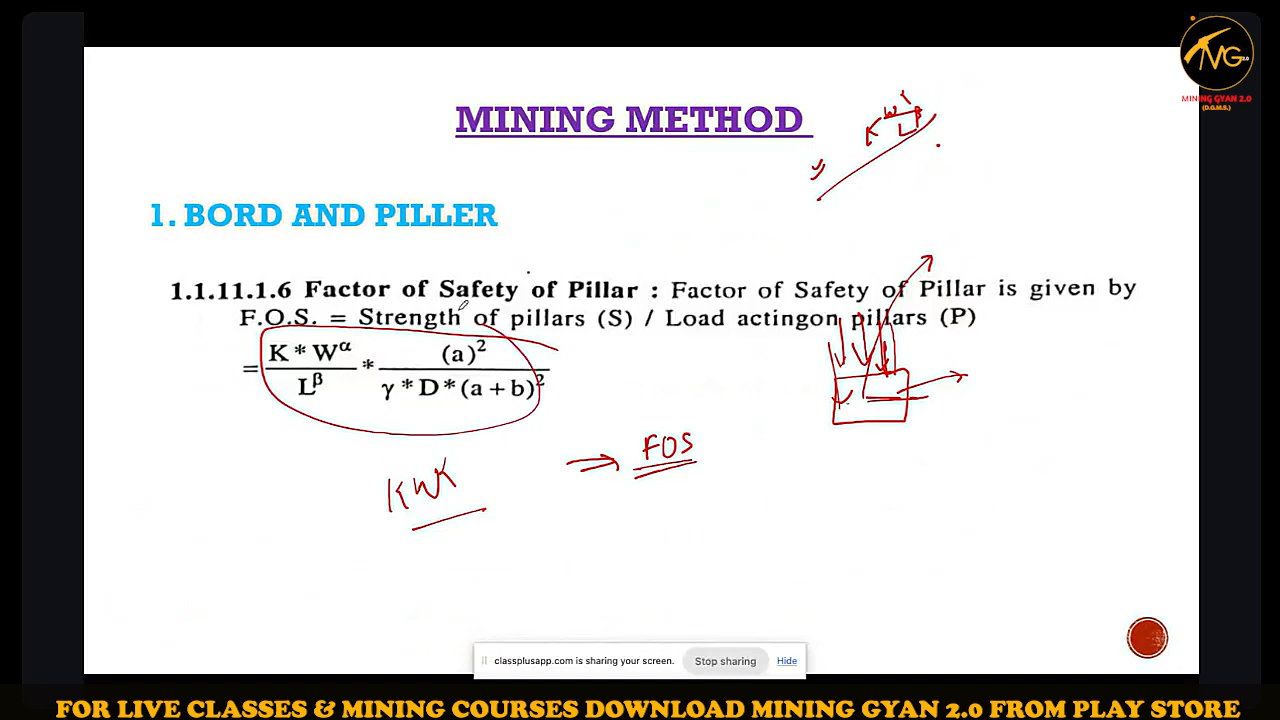 MINING GYAN 2.0
(D.G.M.S.)
MINING METHOD
1. BORD AND PILLER
1.1.11.1.6 Factor of Safety of Pillar : Factor of Safety of Pillar is given by
F.O.S. = Strength of pillars (S) / Load actingon pillars (P)
= K * W^α / L^β * (a)² / γ * D * (a + b)²
FOS
classplusapp.com is sharing your screen. Stop sharing Hide
FOR LIVE CLASSES & MINING COURSES DOWNLOAD MINING GYAN 2.0 FROM PLAY STORE